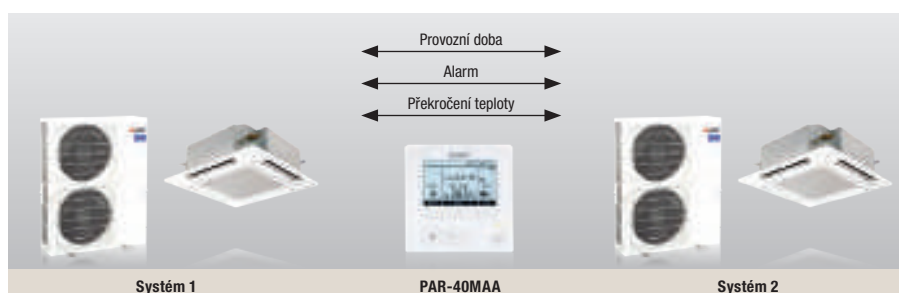 Provozní doba
Alarm
Překročení teploty
Systém 1
PAR-40MAA
Systém 2